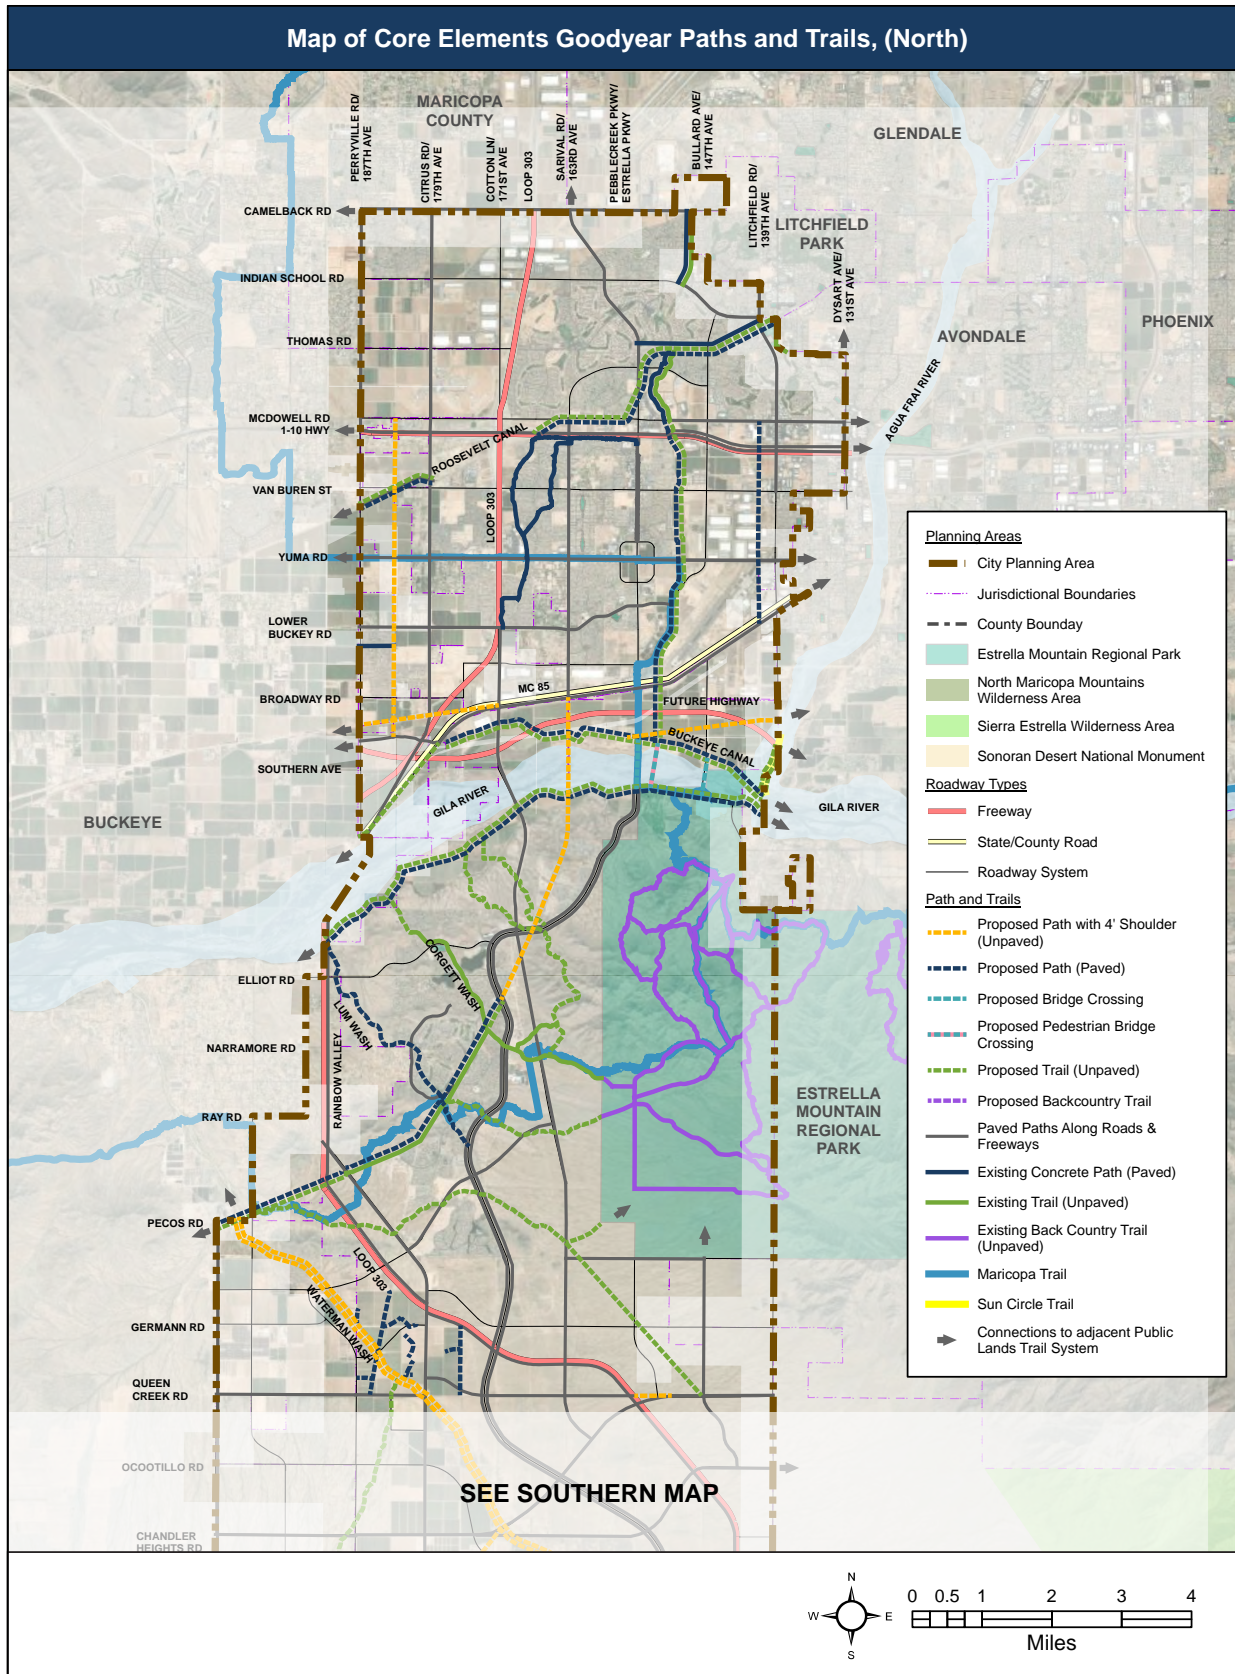 Map of Core Elements Goodyear Paths and Trails, (North)
MARICOPA
COUNTY
GLENDALE
PERRYVILLE RD/
187TH AVE
CITRUS RD/
179TH AVE
COTTON LN/
171ST AVE
LOOP 303
SARIVAL RD/
163RD AVE
PEBBLECREEK PKWY/
ESTRELLA PKWY
BULLARD AVE/
147TH AVE
LITCHFIELD RD/
139TH AVE
DYSART AVE/
131ST AVE
CAMELBACK RD
LITCHFIELD
PARK
INDIAN SCHOOL RD
THOMAS RD
PHOENIX
AVONDALE
AGUA FRAI RIVER
MCDOWELL RD
1-10 HWY
ROOSEVELT CANAL
VAN BUREN ST
LOOP 303
YUMA RD
LOWER
BUCKEY RD
BROADWAY RD
MC 85
FUTURE HIGHWAY
BUCKEYE CANAL
SOUTHERN AVE
GILA RIVER
GILA RIVER
BUCKEYE
ELLIOT RD
CORGETT WASH
LUM WASH
NARRAMORE RD
RAINBOW VALLEY
RAY RD
ESTRELLA
MOUNTAIN
REGIONAL
PARK
PECOS RD
LOOP 303
WATERMAN WASH
GERMANN RD
QUEEN
CREEK RD
OCOOTILLO RD
SEE SOUTHERN MAP
CHANDLER
HEIGHTS RD
Planning Areas
City Planning Area
Jurisdictional Boundaries
County Bounday
Estrella Mountain Regional Park
North Maricopa Mountains
Wilderness Area
Sierra Estrella Wilderness Area
Sonoran Desert National Monument
Roadway Types
Freeway
State/County Road
Roadway System
Path and Trails
Proposed Path with 4' Shoulder
(Unpaved)
Proposed Path (Paved)
Proposed Bridge Crossing
Proposed Pedestrian Bridge
Crossing
Proposed Trail (Unpaved)
Proposed Backcountry Trail
Paved Paths Along Roads &
Freeways
Existing Concrete Path (Paved)
Existing Trail (Unpaved)
Existing Back Country Trail
(Unpaved)
Maricopa Trail
Sun Circle Trail
Connections to adjacent Public
Lands Trail System
N
W
E
S
0 0.5 1 2 3 4
Miles